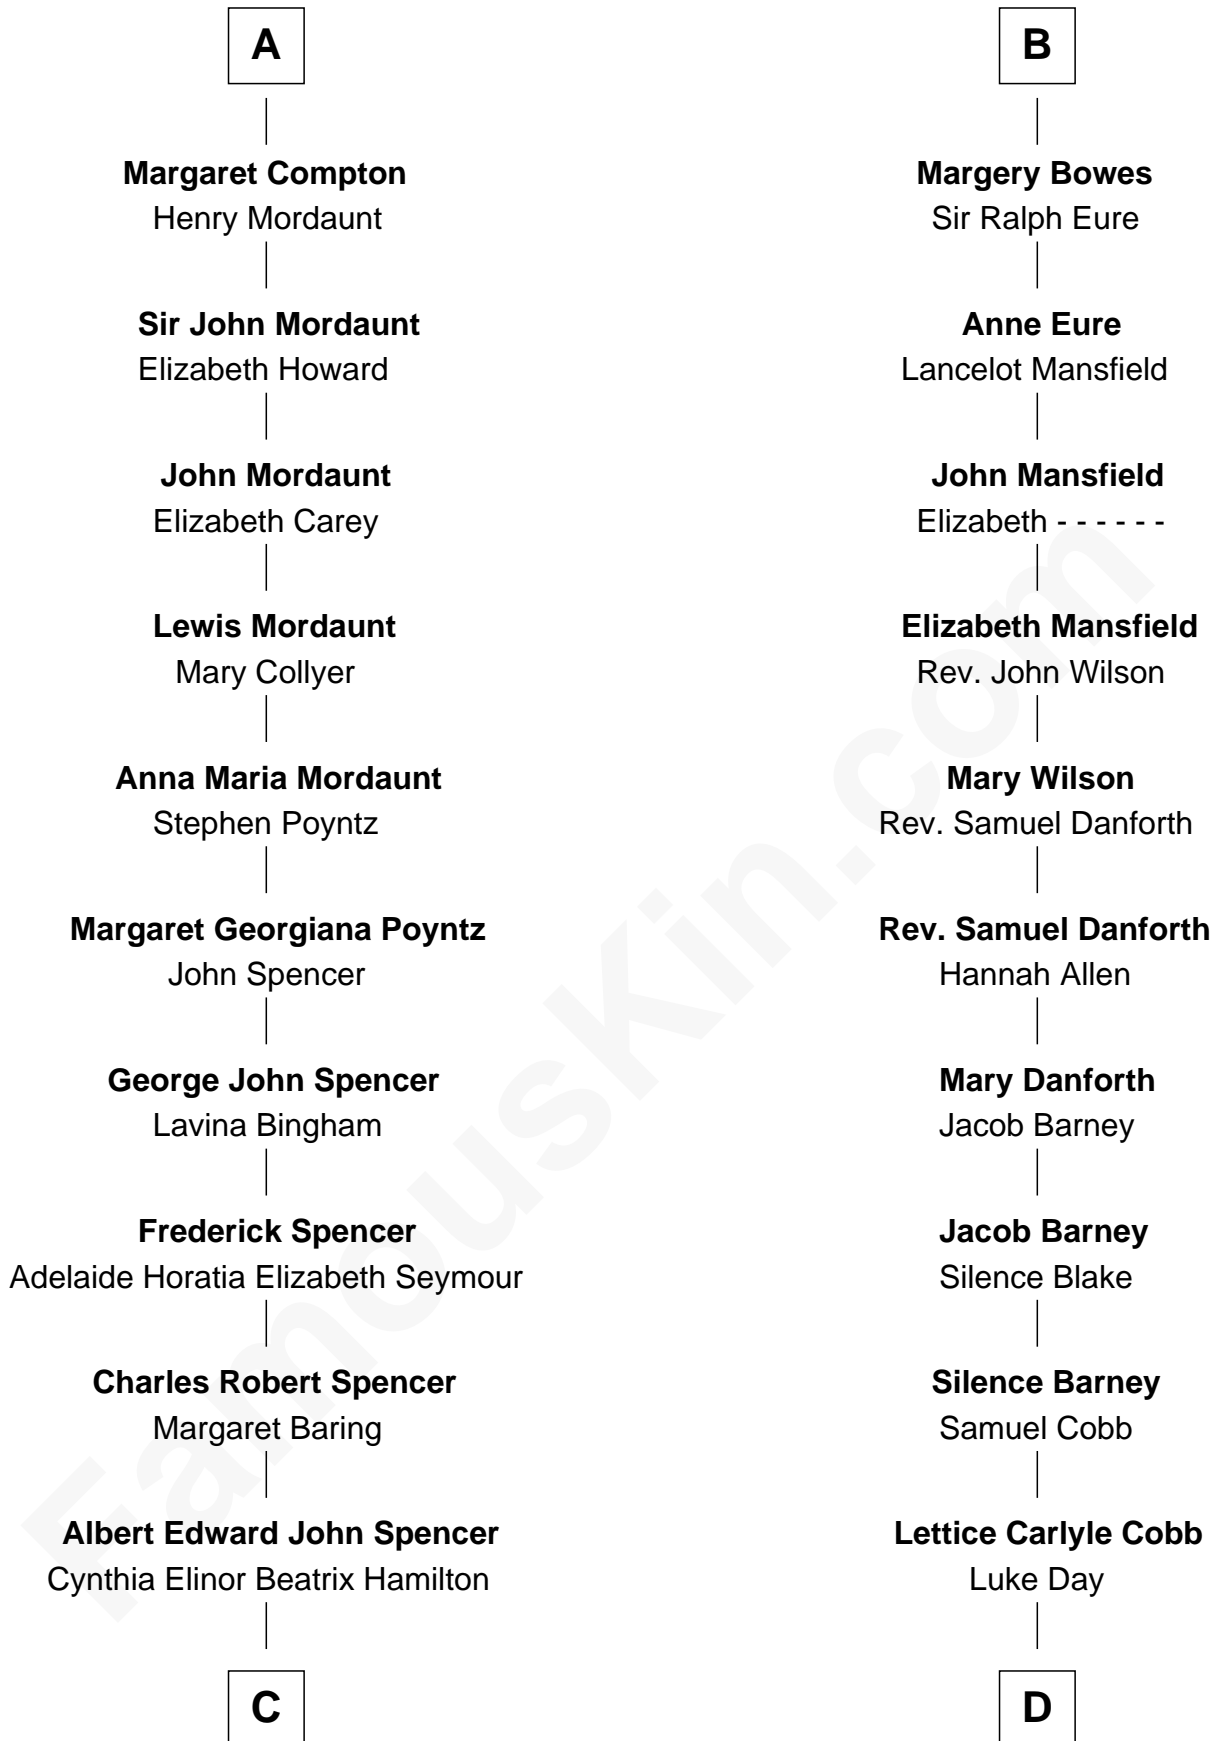 A
Margaret Compton
Henry Mordaunt
Sir John Mordaunt
Elizabeth Howard
John Mordaunt
Elizabeth Carey
Lewis Mordaunt
Mary Collyer
Anna Maria Mordaunt
Stephen Poyntz
Margaret Georgiana Poyntz
John Spencer
George John Spencer
Lavina Bingham
Frederick Spencer
Adelaide Horatia Elizabeth Seymour
Charles Robert Spencer
Margaret Baring
Albert Edward John Spencer
Cynthia Elinor Beatrix Hamilton
C
B
Margery Bowes
Sir Ralph Eure
Anne Eure
Lancelot Mansfield
John Mansfield
Elizabeth - - - - - -
Elizabeth Mansfield
Rev. John Wilson
Mary Wilson
Rev. Samuel Danforth
Rev. Samuel Danforth
Hannah Allen
Mary Danforth
Jacob Barney
Jacob Barney
Silence Blake
Silence Barney
Samuel Cobb
Lettice Carlyle Cobb
Luke Day
D
FamousKin.com